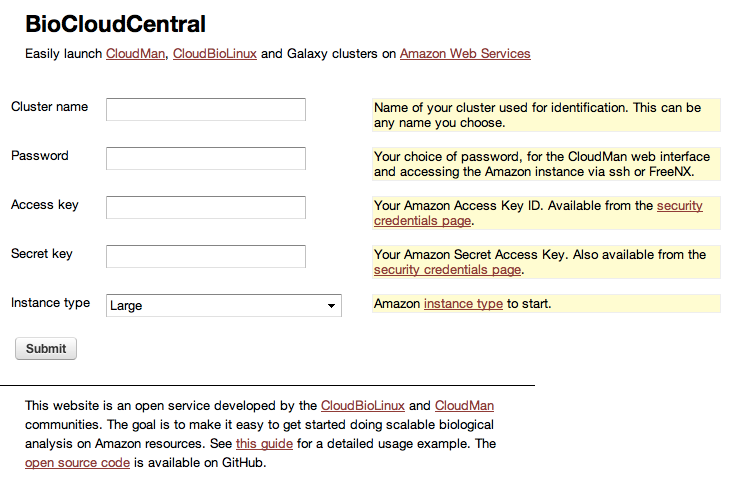 BioCloudCentral
Easily launch CloudMan, CloudBioLinux and Galaxy clusters on Amazon Web Services
Cluster name
Name of your cluster used for identification. This can be
any name you choose.
Password
Your choice of password, for the CloudMan web interface
and accessing the Amazon instance via ssh or FreeNX.
Access key
Your Amazon Access Key ID. Available from the security
credentials page.
Secret key
Your Amazon Secret Access Key. Also available from the
security credentials page.
Instance type
Large
Amazon instance type to start.
Submit
This website is an open service developed by the CloudBioLinux and CloudMan
communities. The goal is to make it easy to get started doing scalable biological
analysis on Amazon resources. See this guide for a detailed usage example. The
open source code is available on GitHub.